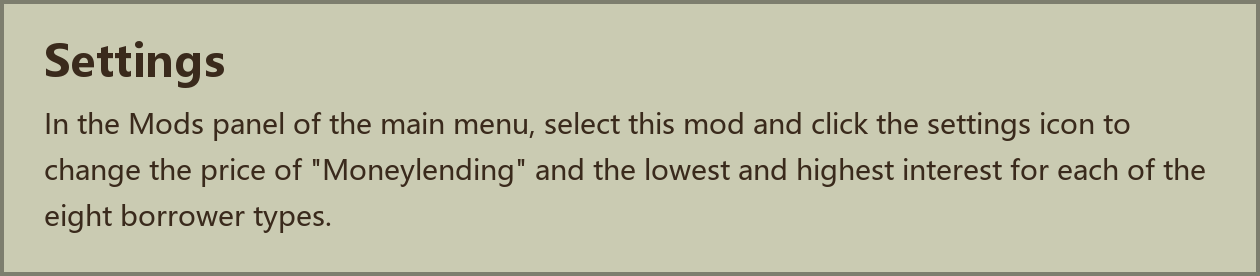 Settings
In the Mods panel of the main menu, select this mod and click the settings icon to
change the price of "Moneylending" and the lowest and highest interest for each of the
eight borrower types.